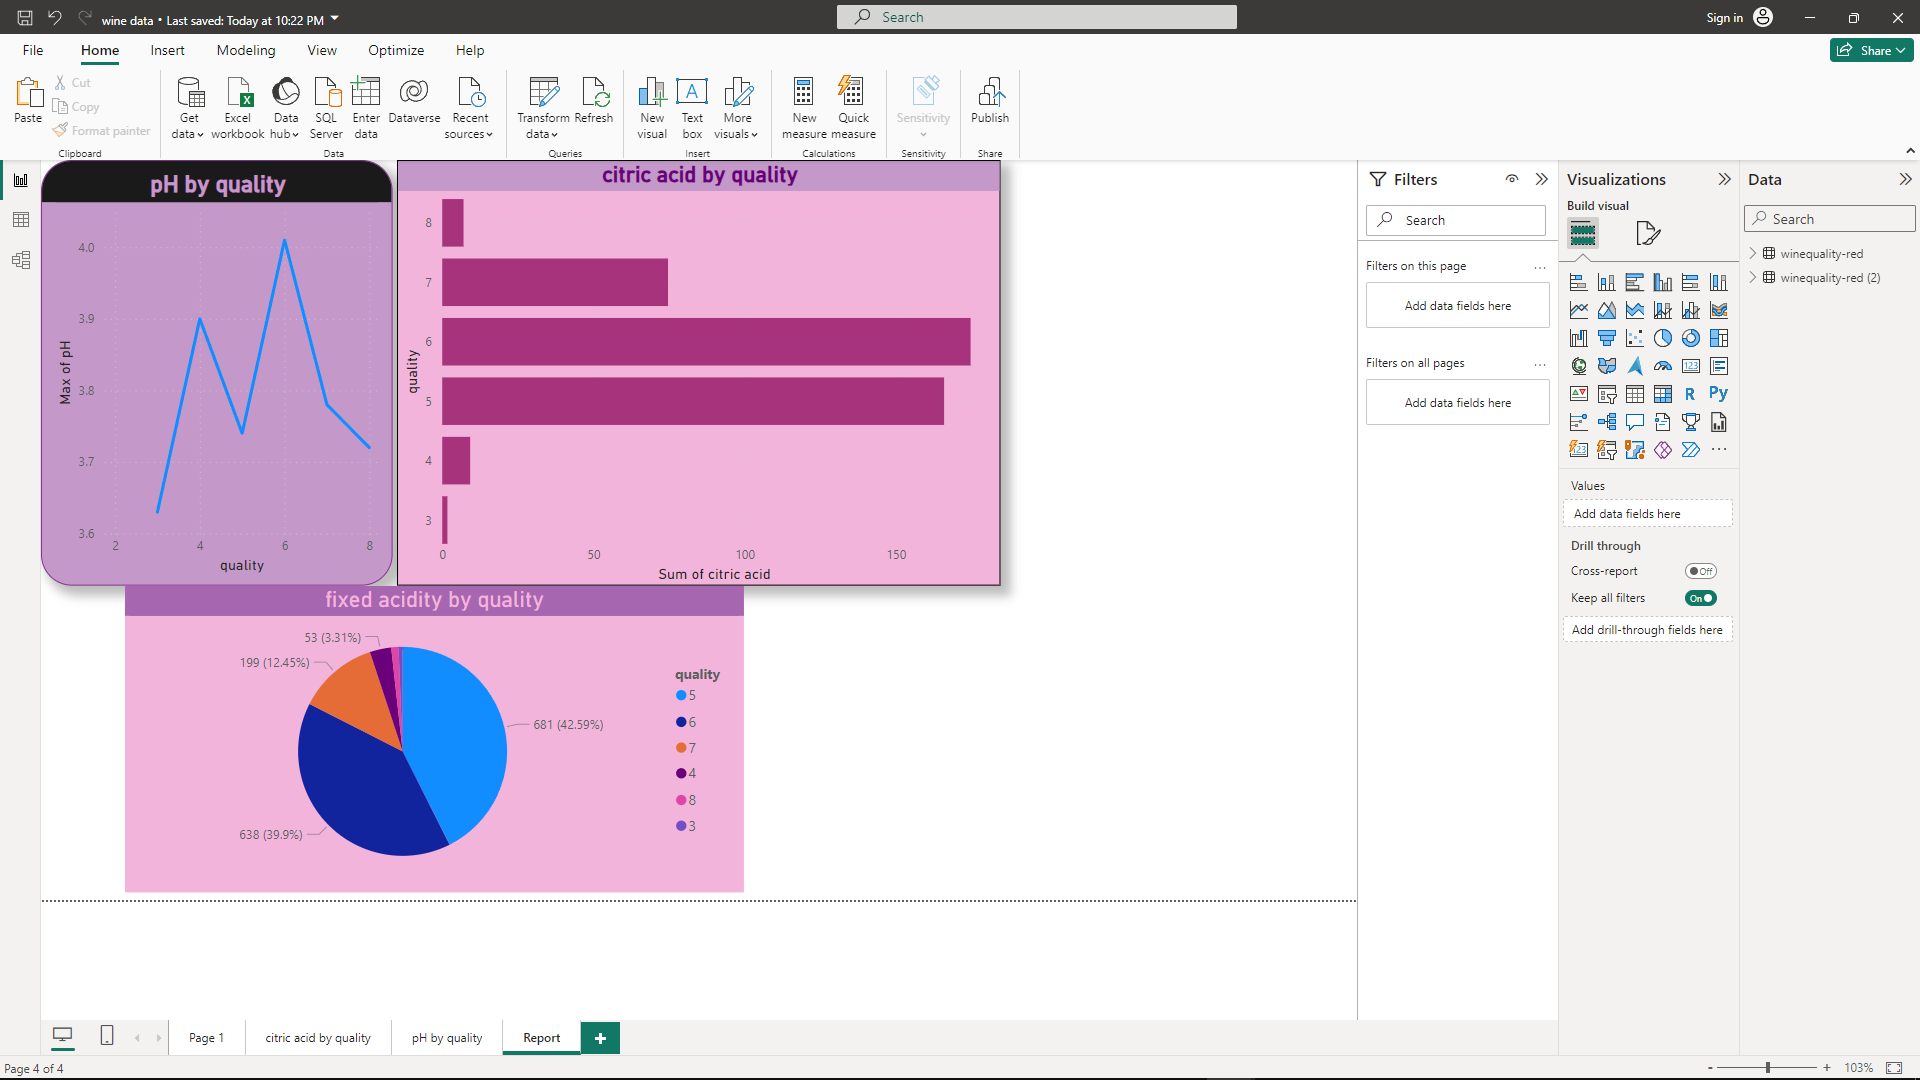 wine data • Last saved: Today at 10:22 PM
Search
Sign in
File
Home
Insert
Modeling
View
Optimize
Help
Share
Paste
Cut
Copy
Format painter
Clipboard
Get data
Excel workbook
Data hub
SQL Server
Enter data
Dataverse
Recent sources
Data
Transform data
Refresh
Queries
New visual
Text box
More visuals
Insert
New measure
Quick measure
Calculations
Sensitivity
Sensitivity
Publish
Share
pH by quality
Max of pH
4.0
3.9
3.8
3.7
3.6
2
4
6
8
quality
citric acid by quality
quality
8
7
6
5
4
3
0
50
100
150
Sum of citric acid
fixed acidity by quality
53 (3.31%)
199 (12.45%)
681 (42.59%)
638 (39.9%)
quality
5
6
7
4
8
3
Filters
Search
Filters on this page
...
Add data fields here
Filters on all pages
...
Add data fields here
Visualizations
Build visual
123
R
Py
123
...
Values
Add data fields here
Drill through
Cross-report
Off
Keep all filters
On
Add drill-through fields here
Data
Search
winequality-red
winequality-red (2)
Page 1
citric acid by quality
pH by quality
Report
+
Page 4 of 4
-
+
103%